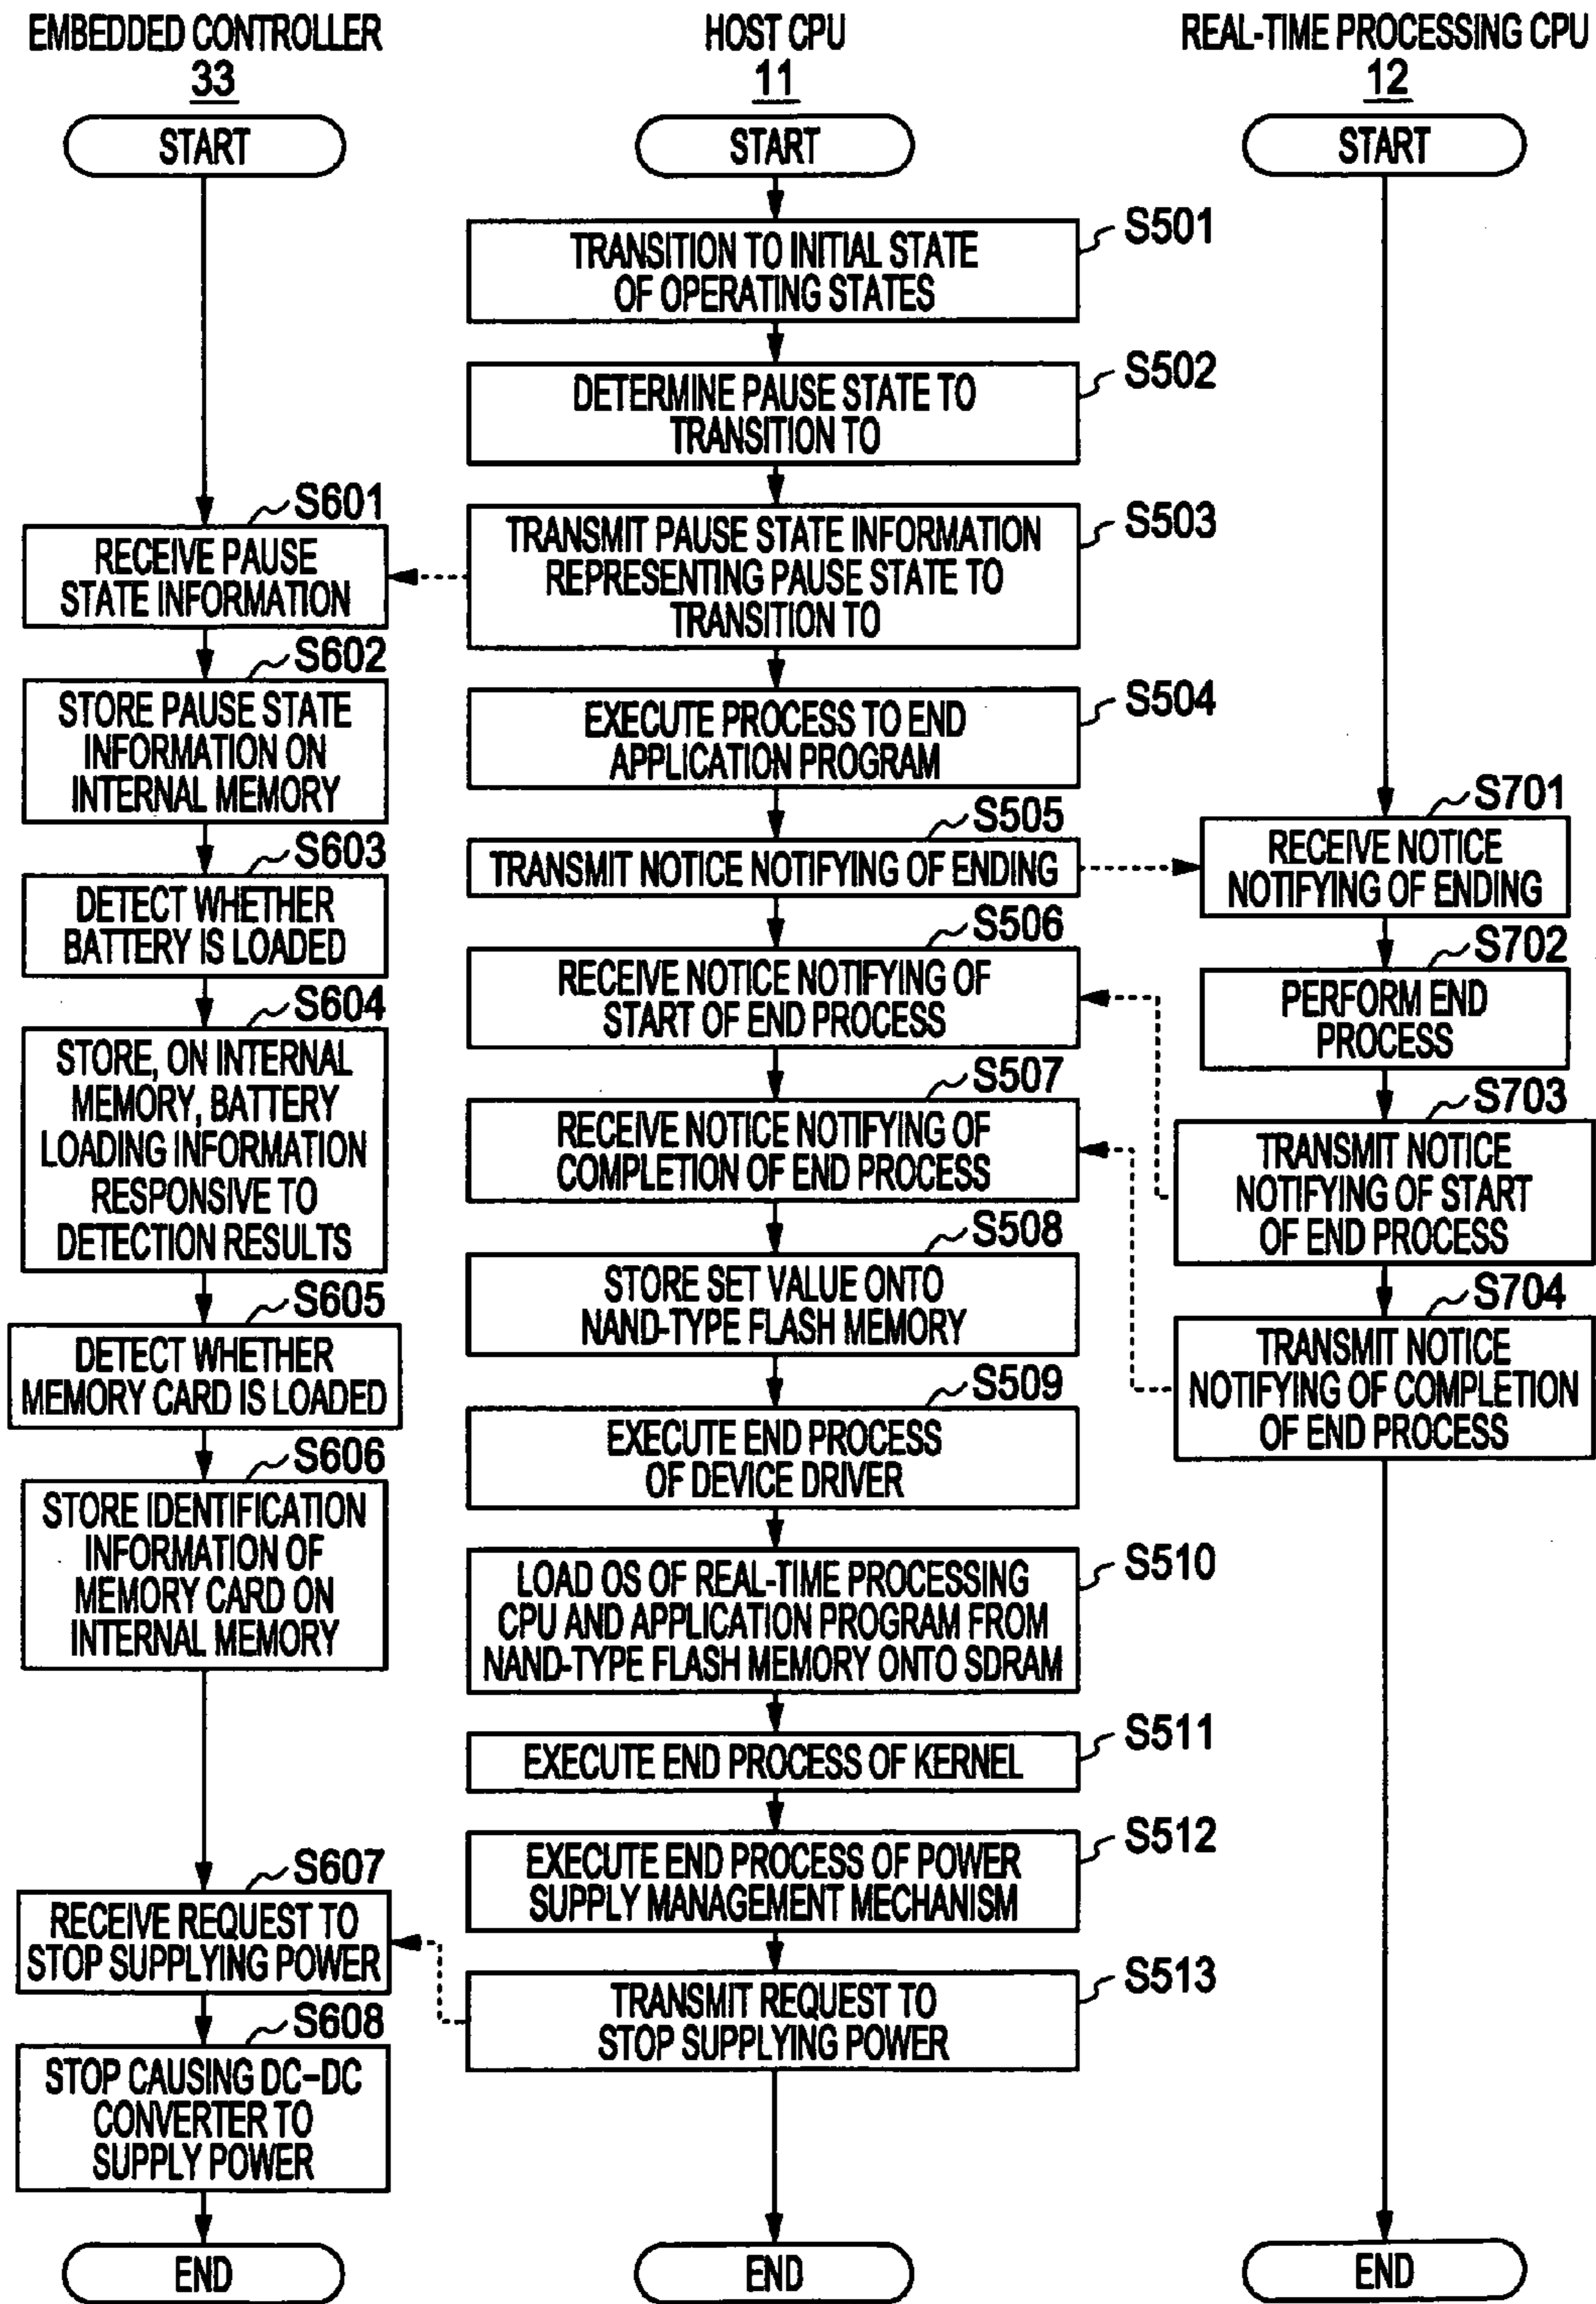 EMBEDDED CONTROLLER
33
START
S601
RECEIVE PAUSE
STATE INFORMATION
S602
STORE PAUSE STATE
INFORMATION ON
INTERNAL MEMORY
S603
DETECT WHETHER
BATTERY IS LOADED
S604
STORE, ON INTERNAL
MEMORY, BATTERY
LOADING INFORMATION
RESPONSIVE TO
DETECTION RESULTS
S605
DETECT WHETHER
MEMORY CARD IS LOADED
S606
STORE IDENTIFICATION
INFORMATION OF
MEMORY CARD ON
INTERNAL MEMORY
S607
RECEIVE REQUEST TO
STOP SUPPLYING POWER
S608
STOP CAUSING DC-DC
CONVERTER TO
SUPPLY POWER
END
HOST CPU
11
START
S501
TRANSITION TO INITIAL STATE
OF OPERATING STATES
S502
DETERMINE PAUSE STATE TO
TRANSITION TO
S503
TRANSMIT PAUSE STATE INFORMATION
REPRESENTING PAUSE STATE TO
TRANSITION TO
S504
EXECUTE PROCESS TO END
APPLICATION PROGRAM
S505
TRANSMIT NOTICE NOTIFYING OF ENDING
S506
RECEIVE NOTICE NOTIFYING OF
START OF END PROCESS
S507
RECEIVE NOTICE NOTIFYING OF
COMPLETION OF END PROCESS
S508
STORE SET VALUE ONTO
NAND-TYPE FLASH MEMORY
S509
EXECUTE END PROCESS
OF DEVICE DRIVER
S510
LOAD OS OF REAL-TIME PROCESSING
CPU AND APPLICATION PROGRAM FROM
NAND-TYPE FLASH MEMORY ONTO SDRAM
S511
EXECUTE END PROCESS OF KERNEL
S512
EXECUTE END PROCESS OF POWER
SUPPLY MANAGEMENT MECHANISM
S513
TRANSMIT REQUEST TO
STOP SUPPLYING POWER
END
REAL-TIME PROCESSING CPU
12
START
S701
RECEIVE NOTICE
NOTIFYING OF ENDING
S702
PERFORM END
PROCESS
S703
TRANSMIT NOTICE
NOTIFYING OF START
OF END PROCESS
S704
TRANSMIT NOTICE
NOTIFYING OF COMPLETION
OF END PROCESS
END